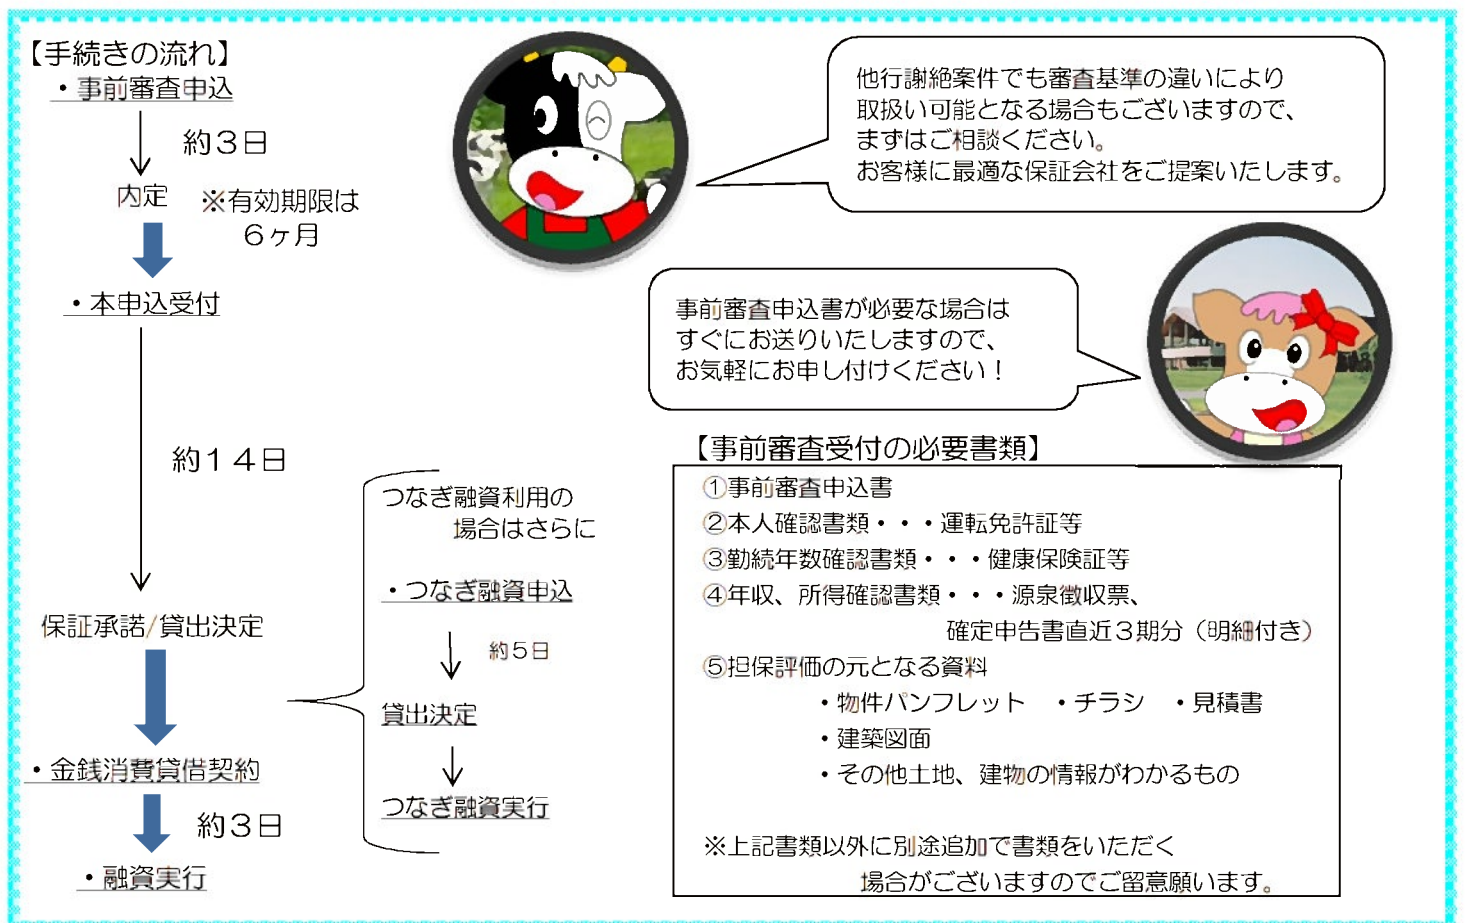 【手続きの流れ】
・事前審査申込
約３日
内定
※有効期限は
６ヶ月
・本申込受付
約１４日
保証承諾/貸出決定
・金銭消費貸借契約
約３日
・融資実行
つなぎ融資利用の
場合はさらに
・つなぎ融資申込
約５日
貸出決定
つなぎ融資実行
他行謝絶案件でも審査基準の違いにより
取扱い可能となる場合もございますので、
まずはご相談ください。
お客様に最適な保証会社をご提案いたします。
事前審査申込書が必要な場合は
すぐにお送りいたしますので、
お気軽にお申し付けください！
【事前審査受付の必要書類】
①事前審査申込書
②本人確認書類・・・運転免許証等
③勤続年数確認書類・・・健康保険証等
④年収、所得確認書類・・・源泉徴収票、
確定申告書直近３期分（明細付き）
⑤担保評価の元となる資料
・物件パンフレット　・チラシ　・見積書
・建築図面
・その他土地、建物の情報がわかるもの
※上記書類以外に別途追加で書類をいただく
場合がございますのでご留意願います。